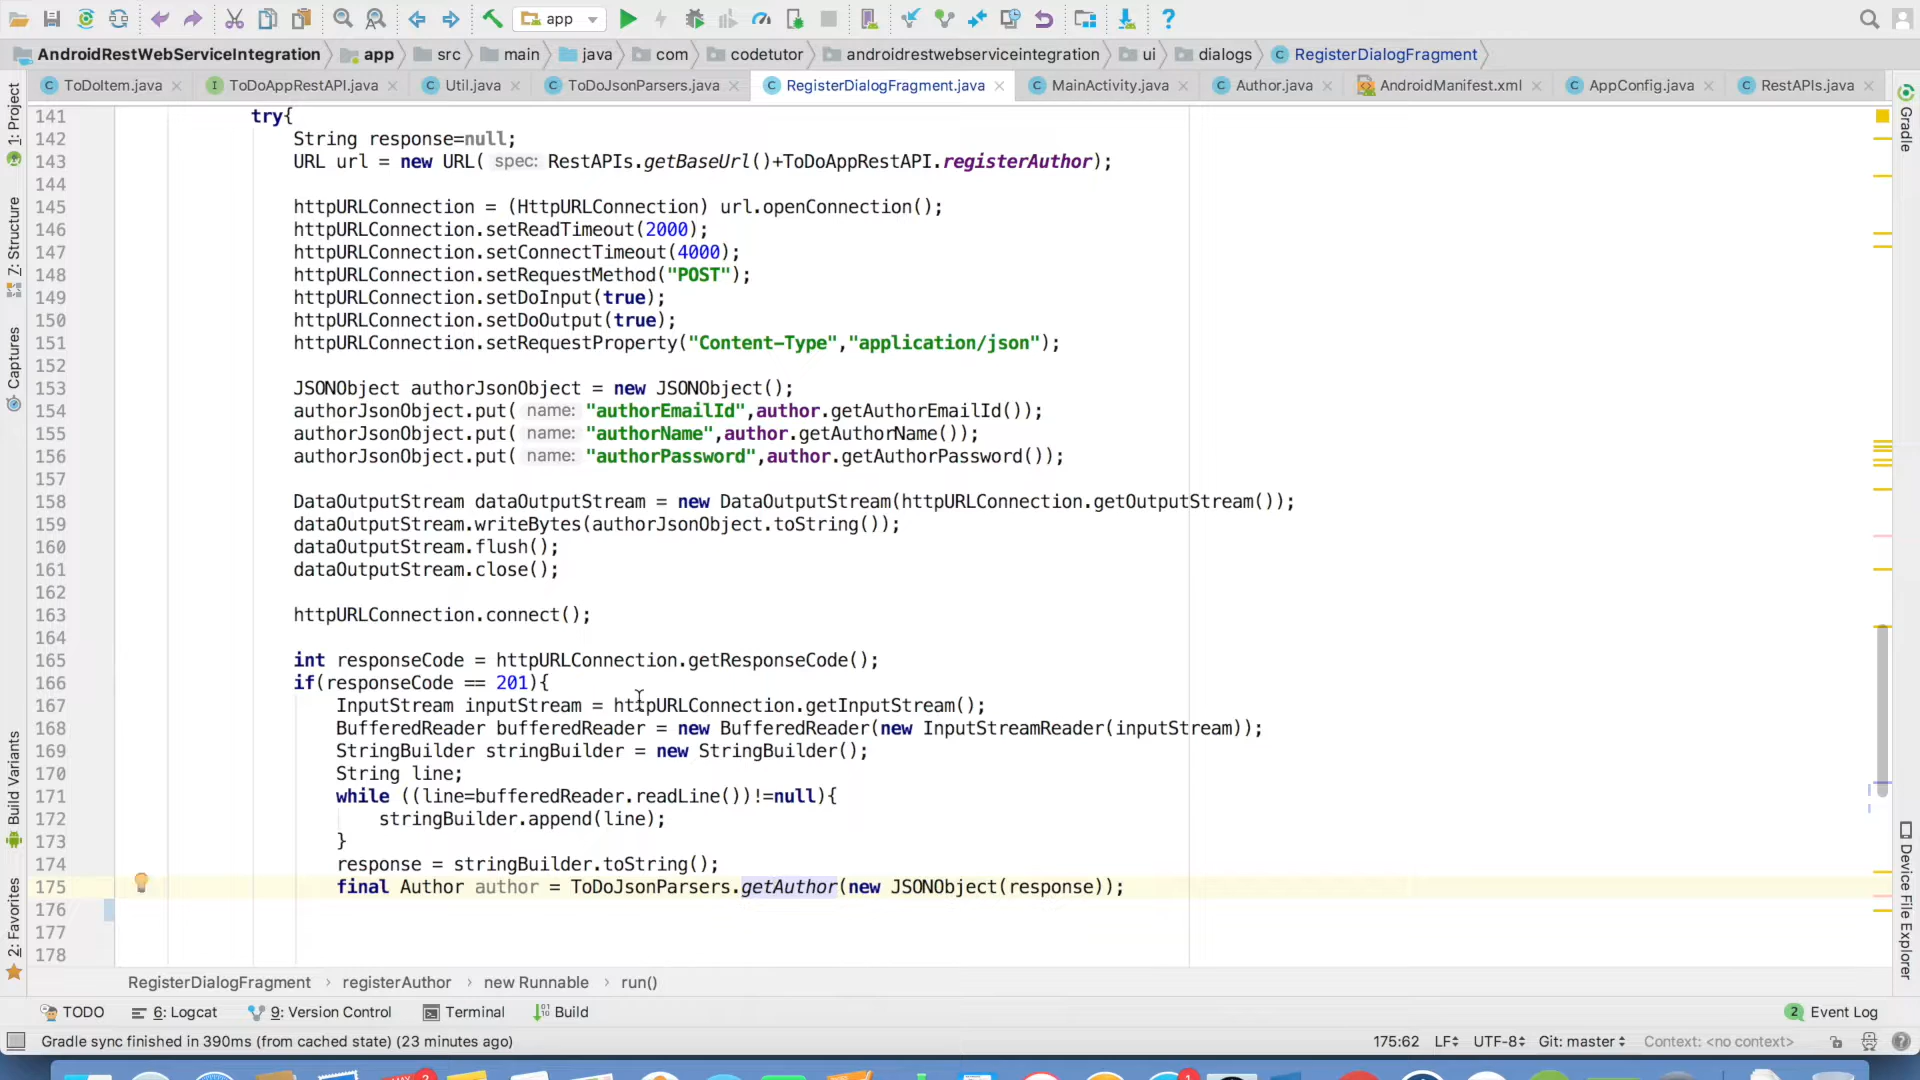 app
AndroidRestWebServiceIntegration app src main java com codetutor androidrestwebserviceintegration ui dialogs RegisterDialogFragment
ToDoItem.java ToDoAppRestAPI.java Util.java ToDoJsonParsers.java RegisterDialogFragment.java MainActivity.java Author.java AndroidManifest.xml AppConfig.java RestAPIs.java
141 try{
142 String response=null;
143 URL url = new URL( spec: RestAPIs.getBaseUrl()+ToDoAppRestAPI.registerAuthor);
144
145 httpURLConnection = (HttpURLConnection) url.openConnection();
146 httpURLConnection.setReadTimeout(2000);
147 httpURLConnection.setConnectTimeout(4000);
148 httpURLConnection.setRequestMethod("POST");
149 httpURLConnection.setDoInput(true);
150 httpURLConnection.setDoOutput(true);
151 httpURLConnection.setRequestProperty("Content-Type","application/json");
152
153 JSONObject authorJsonObject = new JSONObject();
154 authorJsonObject.put( name: "authorEmailId",author.getAuthorEmailId());
155 authorJsonObject.put( name: "authorName",author.getAuthorName());
156 authorJsonObject.put( name: "authorPassword",author.getAuthorPassword());
157
158 DataOutputStream dataOutputStream = new DataOutputStream(httpURLConnection.getOutputStream());
159 dataOutputStream.writeBytes(authorJsonObject.toString());
160 dataOutputStream.flush();
161 dataOutputStream.close();
162
163 httpURLConnection.connect();
164
165 int responseCode = httpURLConnection.getResponseCode();
166 if(responseCode == 201){
167 InputStream inputStream = httpURLConnection.getInputStream();
168 BufferedReader bufferedReader = new BufferedReader(new InputStreamReader(inputStream));
169 StringBuilder stringBuilder = new StringBuilder();
170 String line;
171 while ((line=bufferedReader.readLine())!=null){
172 stringBuilder.append(line);
173 }
174 response = stringBuilder.toString();
175 final Author author = ToDoJsonParsers.getAuthor(new JSONObject(response));
176
177
178
1: Project
7: Structure
Captures
Build Variants
2: Favorites
Gradle
Device File Explorer
RegisterDialogFragment › registerAuthor › new Runnable › run()
TODO 6: Logcat 9: Version Control Terminal Build 2 Event Log
Gradle sync finished in 390ms (from cached state) (23 minutes ago) 175:62 LF UTF-8 Git: master Context: <no context>